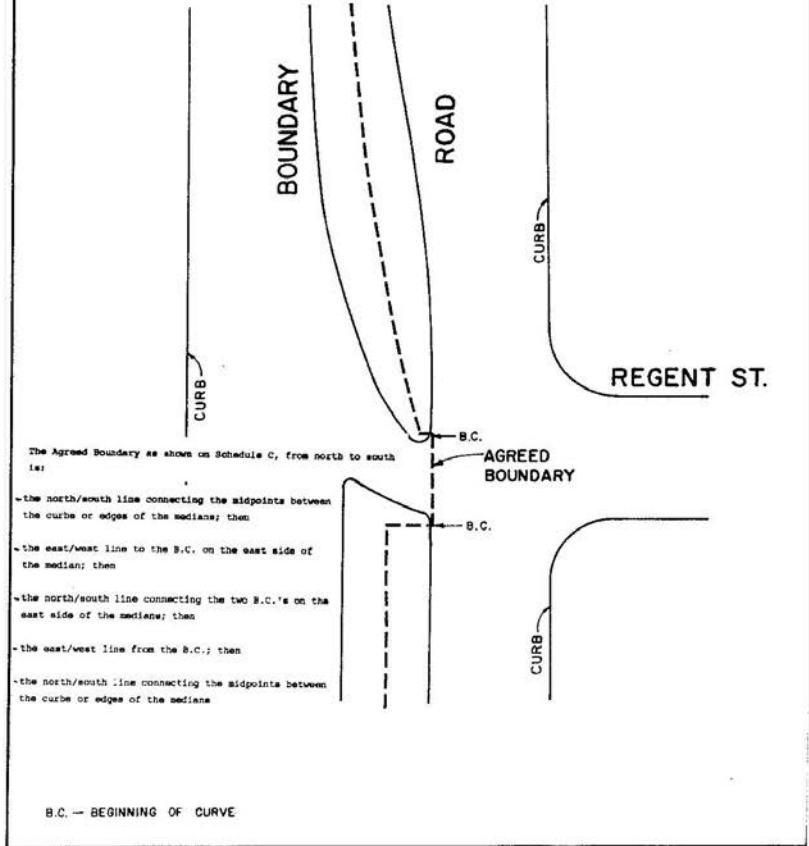 BOUNDARY
ROAD
CURB
CURB
REGENT ST.
B.C.
AGREED
BOUNDARY
The Agreed Boundary as shown on Schedule C, from north to south
is:
-the north/south line connecting the midpoints between
the curbs or edges of the medians; then
-the east/west line to the B.C. on the east side of
the median; then
-the north/south line connecting the two B.C.'s on the
east side of the medians; then
-the east/west line from the B.C.; then
-the north/south line connecting the midpoints between
the curbs or edges of the medians
B.C.
CURB
B.C. — BEGINNING OF CURVE